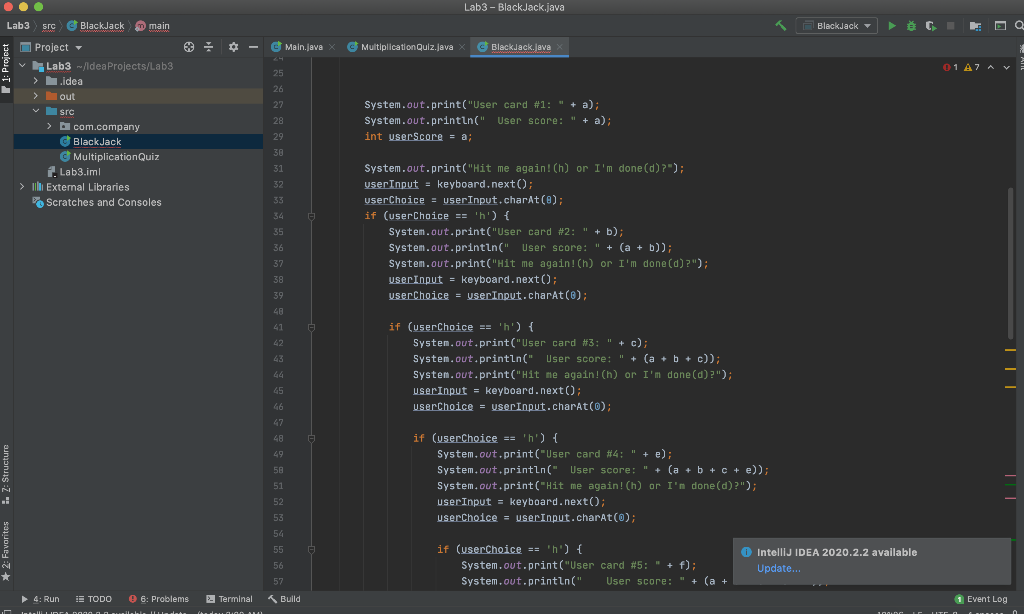 Lab3 – BlackJack.java
Lab3 src BlackJack main
BlackJack
Project
Main.java MultiplicationQuiz.java BlackJack.java
1: Project
Lab3 ~/IdeaProjects/Lab3
.idea
out
src
com.company
BlackJack
MultiplicationQuiz
Lab3.iml
External Libraries
Scratches and Consoles
1 7
24
25
26
27 System.out.print("User card #1: " + a);
28 System.out.println("  User score: " + a);
29 int userScore = a;
30
31 System.out.print("Hit me again!(h) or I'm done(d)?");
32 userInput = keyboard.next();
33 userChoice = userInput.charAt(0);
34 if (userChoice == 'h') {
35 System.out.print("User card #2: " + b);
36 System.out.println("  User score: " + (a + b));
37 System.out.print("Hit me again!(h) or I'm done(d)?");
38 userInput = keyboard.next();
39 userChoice = userInput.charAt(0);
40
41 if (userChoice == 'h') {
42 System.out.print("User card #3: " + c);
43 System.out.println("  User score: " + (a + b + c));
44 System.out.print("Hit me again!(h) or I'm done(d)?");
45 userInput = keyboard.next();
46 userChoice = userInput.charAt(0);
47
48 if (userChoice == 'h') {
49 System.out.print("User card #4: " + e);
50 System.out.println("  User score: " + (a + b + c + e));
51 System.out.print("Hit me again!(h) or I'm done(d)?");
52 userInput = keyboard.next();
53 userChoice = userInput.charAt(0);
54
55 if (userChoice == 'h') {
56 System.out.print("User card #5: " + f);
57 System.out.println("    User score: " + (a +
IntelliJ IDEA 2020.2.2 available
Update...
Z: Structure
2: Favorites
4: Run TODO 6: Problems Terminal Build
1 Event Log